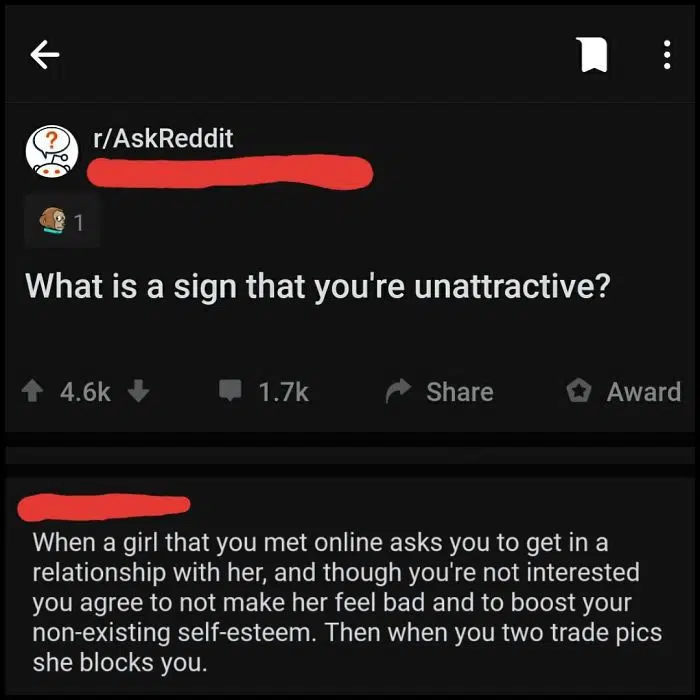 r/AskReddit
1
What is a sign that you're unattractive?
4.6k 1.7k Share Award
When a girl that you met online asks you to get in a
relationship with her, and though you're not interested
you agree to not make her feel bad and to boost your
non-existing self-esteem. Then when you two trade pics
she blocks you.